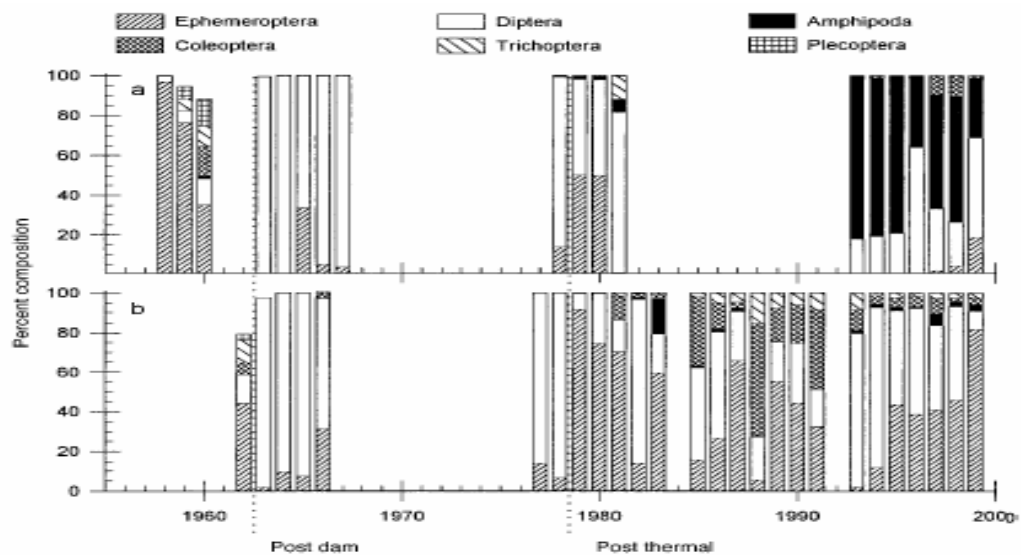 Ephemeroptera Diptera Amphipoda
Coleoptera Trichoptera Plecoptera
a
100
80
60
40
20
Percent composition
b
100
80
60
40
20
0
1960 1970 1980 1990 2000
Post dam Post thermal